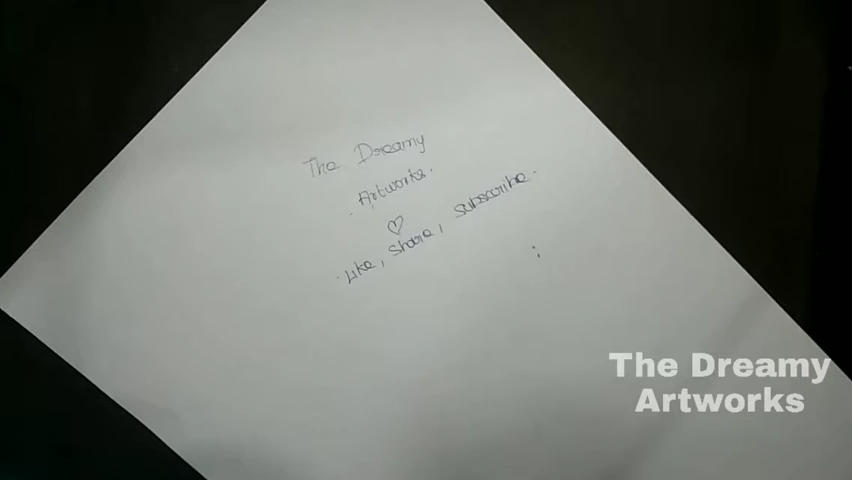 The Dreamy
. Artworks.
♡
. Like, Share, Subscribe.
:
The Dreamy
Artworks